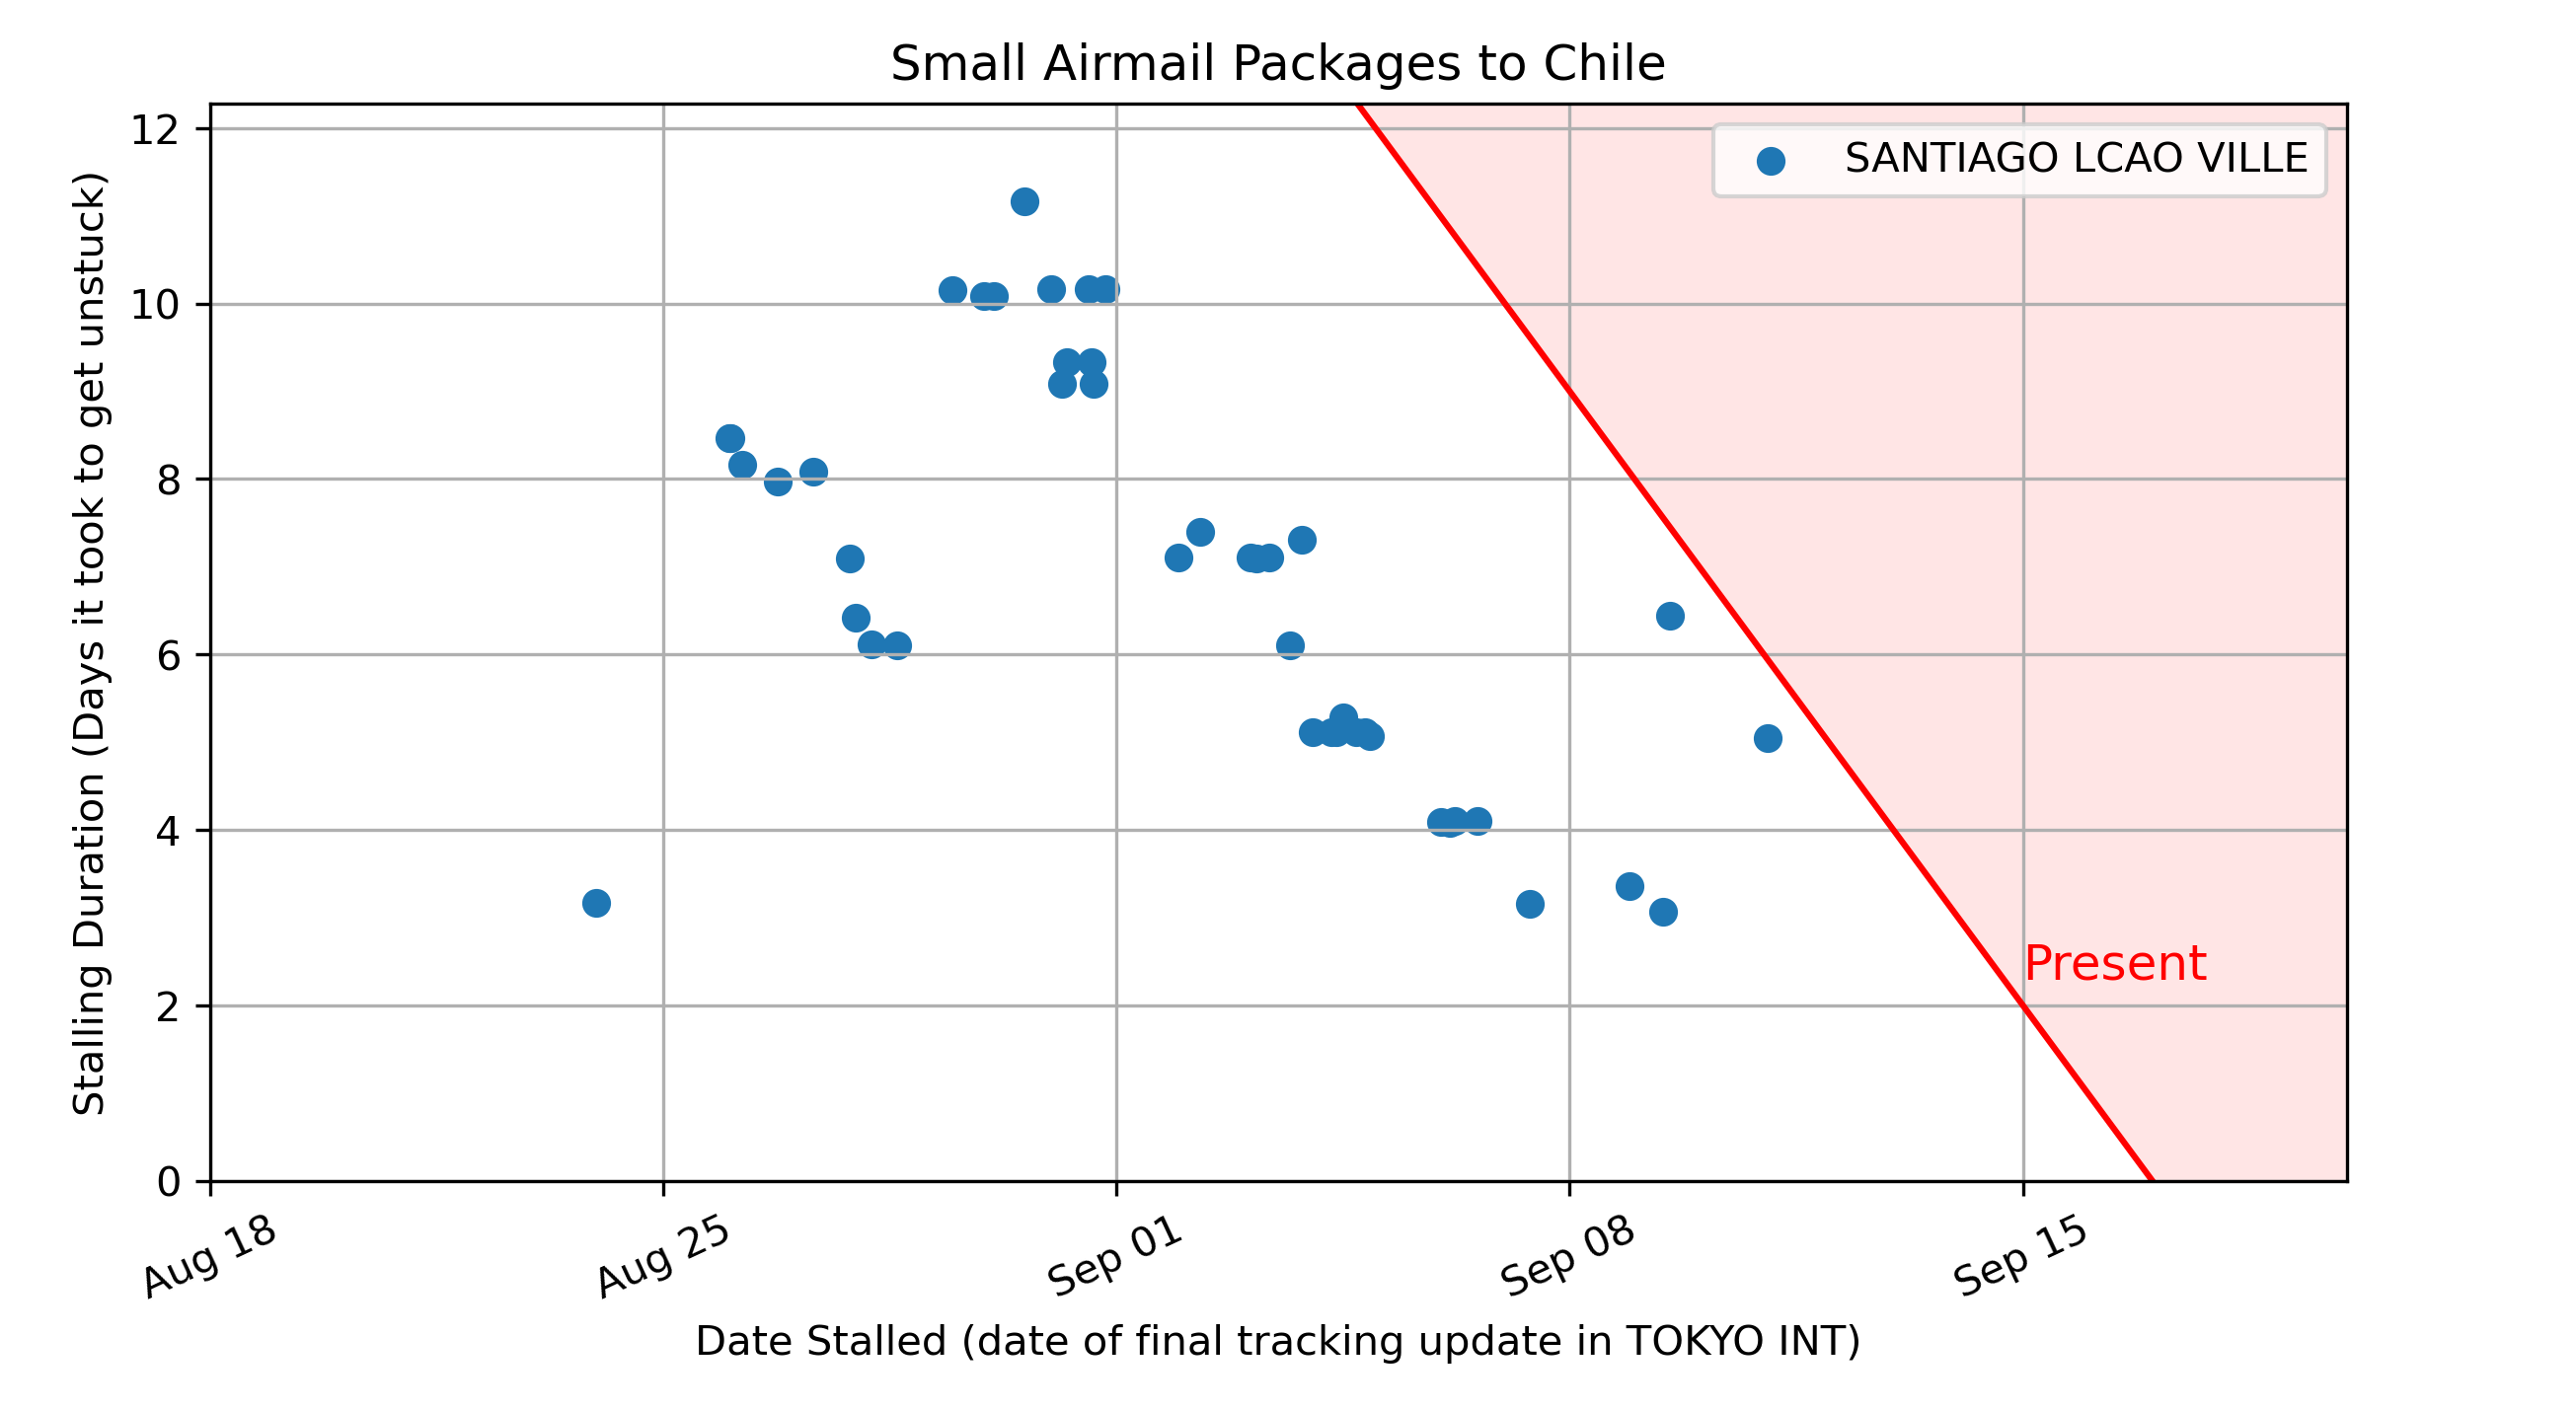 Small Airmail Packages to Chile
SANTIAGO LCAO VILLE
Stalling Duration (Days it took to get unstuck)
12
10
8
6
4
2
0
Present
Aug 18
Aug 25
Sep 01
Sep 08
Sep 15
Date Stalled (date of final tracking update in TOKYO INT)